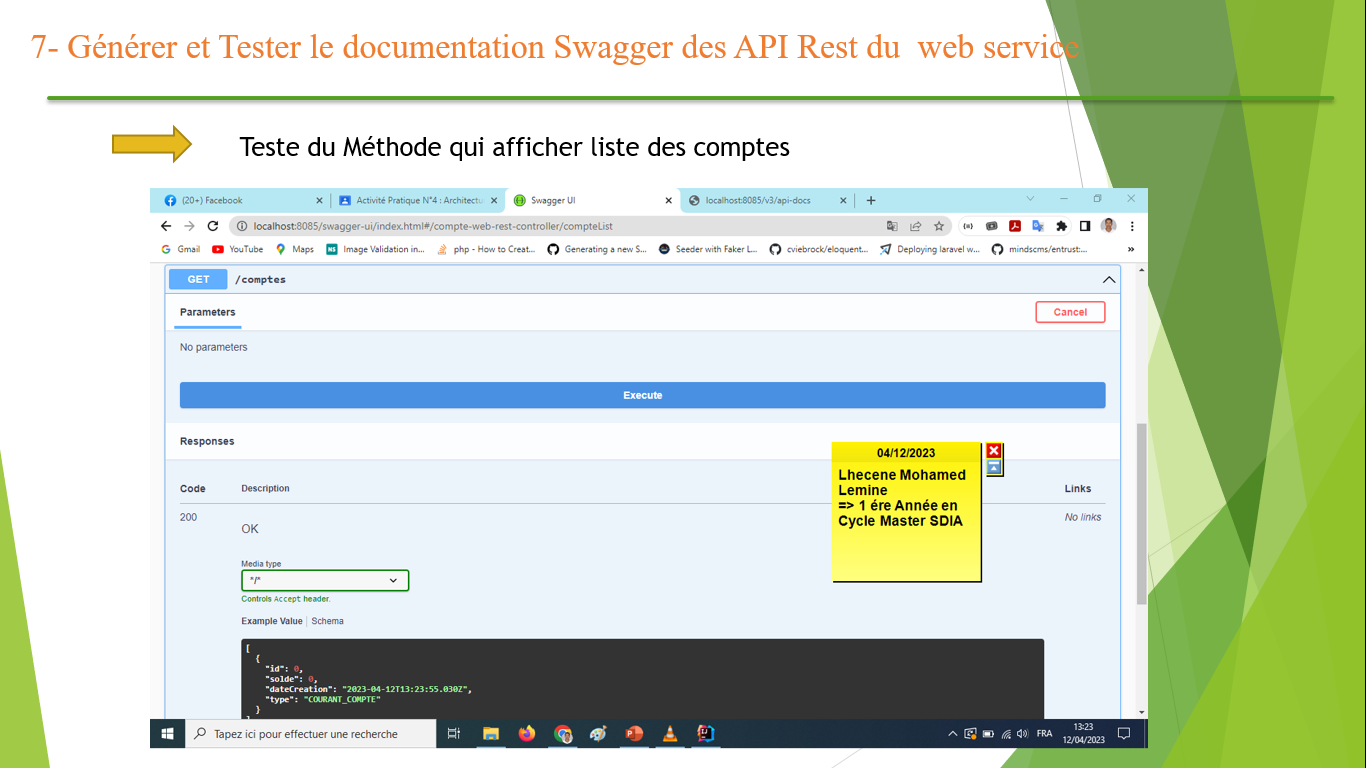 7- Générer et Tester le documentation Swagger des API Rest du  web service
Teste du Méthode qui afficher liste des comptes
(20+) Facebook
Activité Pratique N°4 : Architectu
Swagger UI
localhost:8085/v3/api-docs
localhost:8085/swagger-ui/index.html#/compte-web-rest-controller/compteList
Gmail
YouTube
Maps
Image Validation in...
php - How to Creat...
Generating a new S...
Seeder with Faker L...
cviebrock/eloquent...
Deploying laravel w...
mindscms/entrust:...
»
GET /comptes
Parameters
Cancel
No parameters
Execute
Responses
Code Description Links
200 OK No links
04/12/2023
Lhecene Mohamed
Lemine
=> 1 ére Année en
Cycle Master SDIA
Media type
*/*
Controls Accept header.
Example Value | Schema
[
{
"id": 0,
"solde": 0,
"dateCreation": "2023-04-12T13:23:55.030Z",
"type": "COURANT_COMPTE"
}
Tapez ici pour effectuer une recherche
FRA
13:23
12/04/2023